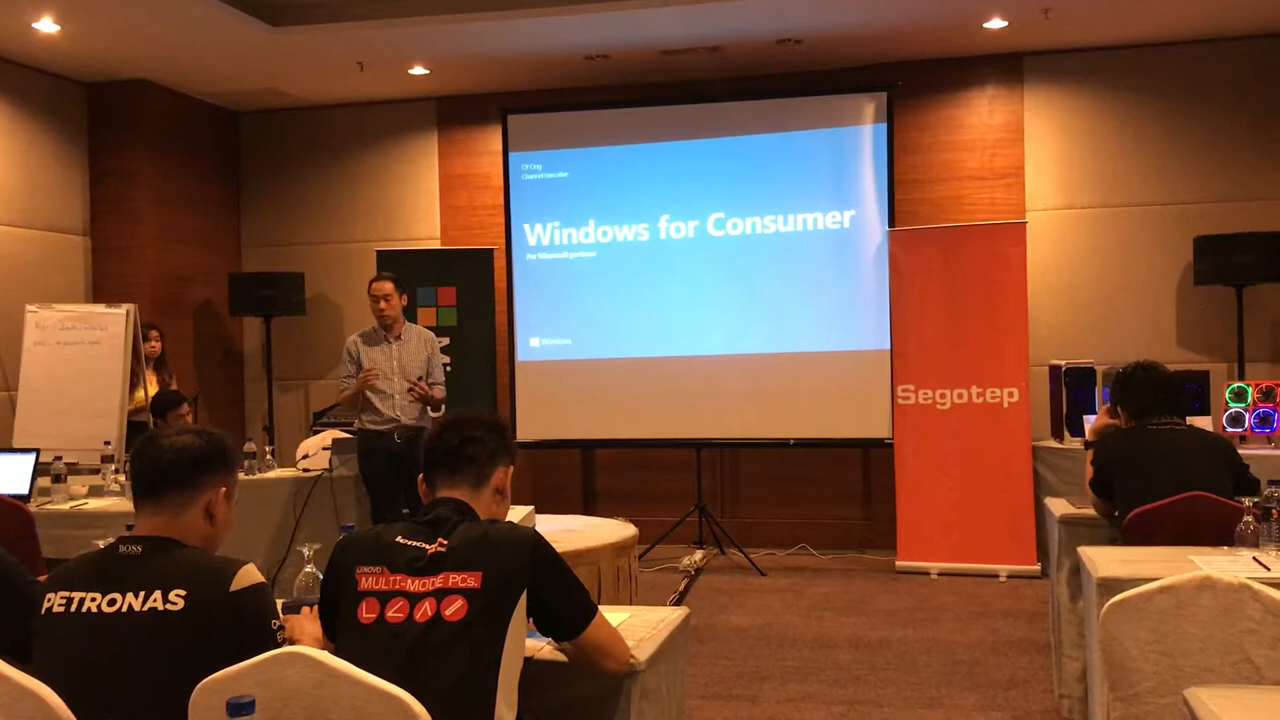 CY Ong
Channel Executive
Windows for Consumer
For Microsoft partners
Windows
Segotep
BOSS
PETRONAS
lenovo
LENOVO
MULTI-MODE PCs.